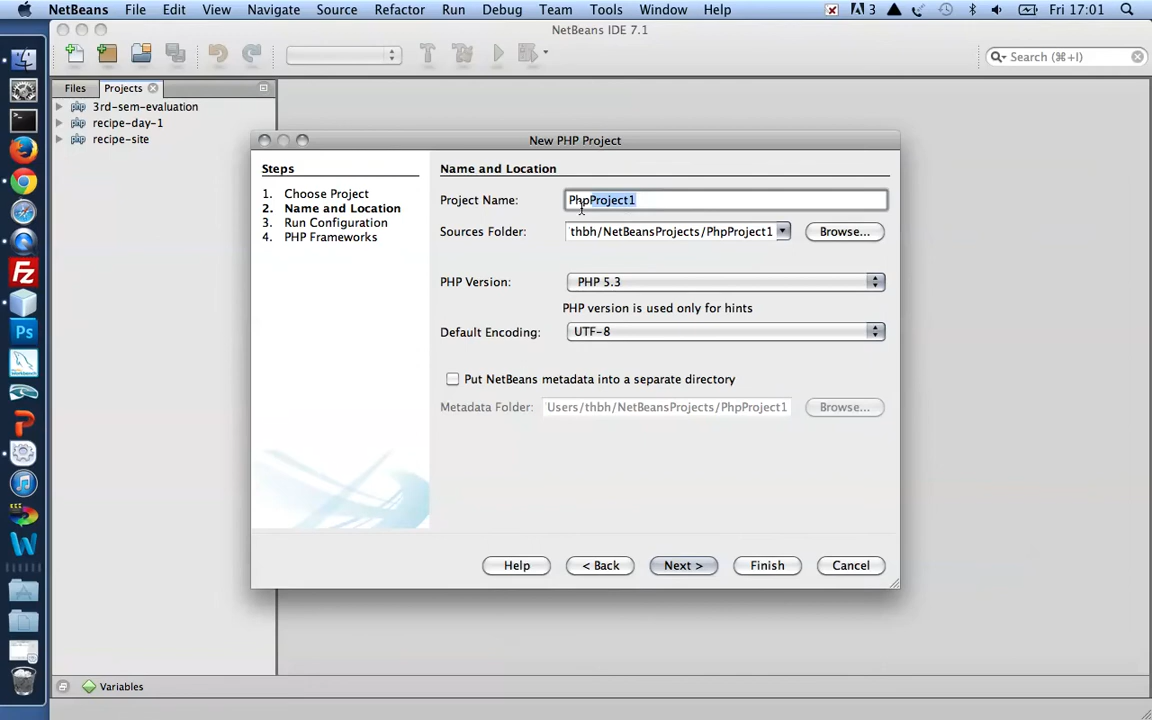 NetBeans File Edit View Navigate Source Refactor Run Debug Team Tools Window Help 3 Fri 17:01
NetBeans IDE 7.1
Search (⌘+I)
Files Projects
3rd-sem-evaluation
recipe-day-1
recipe-site
New PHP Project
Steps
1. Choose Project
2. Name and Location
3. Run Configuration
4. PHP Frameworks
Name and Location
Project Name: PhpProject1
Sources Folder: thbh/NetBeansProjects/PhpProject1 Browse...
PHP Version: PHP 5.3
PHP version is used only for hints
Default Encoding: UTF-8
Put NetBeans metadata into a separate directory
Metadata Folder: Users/thbh/NetBeansProjects/PhpProject1 Browse...
Help < Back Next > Finish Cancel
Fz
Ps
W
Variables